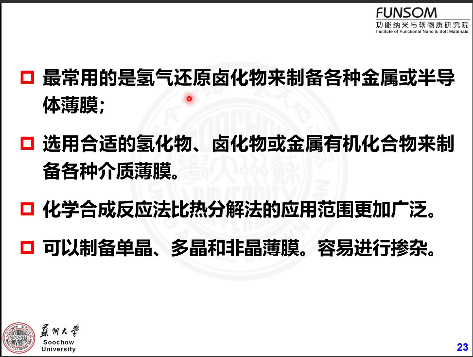 FUNSOM
功能纳米与软物质研究院
Institute of Functional Nano & Soft Materials
最常用的是氢气还原卤化物来制备各种金属或半导
体薄膜；
选用合适的氢化物、卤化物或金属有机化合物来制
备各种介质薄膜。
化学合成反应法比热分解法的应用范围更加广泛。
可以制备单晶、多晶和非晶薄膜。容易进行掺杂。
蘇州大学
Soochow
University
23